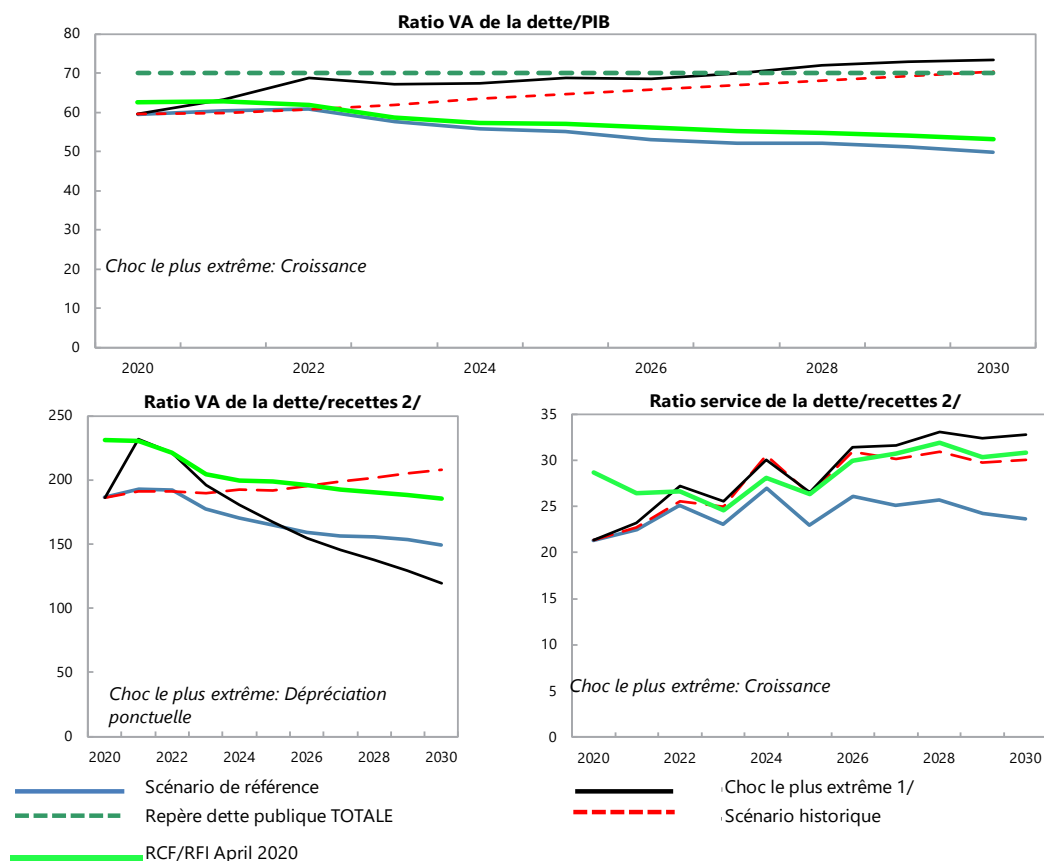 Ratio VA de la dette/PIB
80
70
60
50
40
30
20
10
0
Choc le plus extrême: Croissance
2020 2022 2024 2026 2028 2030
Ratio VA de la dette/recettes 2/
250
200
150
100
50
0
Choc le plus extrême: Dépréciation
ponctuelle
2020 2022 2024 2026 2028 2030
Ratio service de la dette/recettes 2/
35
30
25
20
15
10
5
0
Choc le plus extrême: Croissance
2020 2022 2024 2026 2028 2030
Scénario de référence
Choc le plus extrême 1/
Repère dette publique TOTALE
Scénario historique
RCF/RFI April 2020